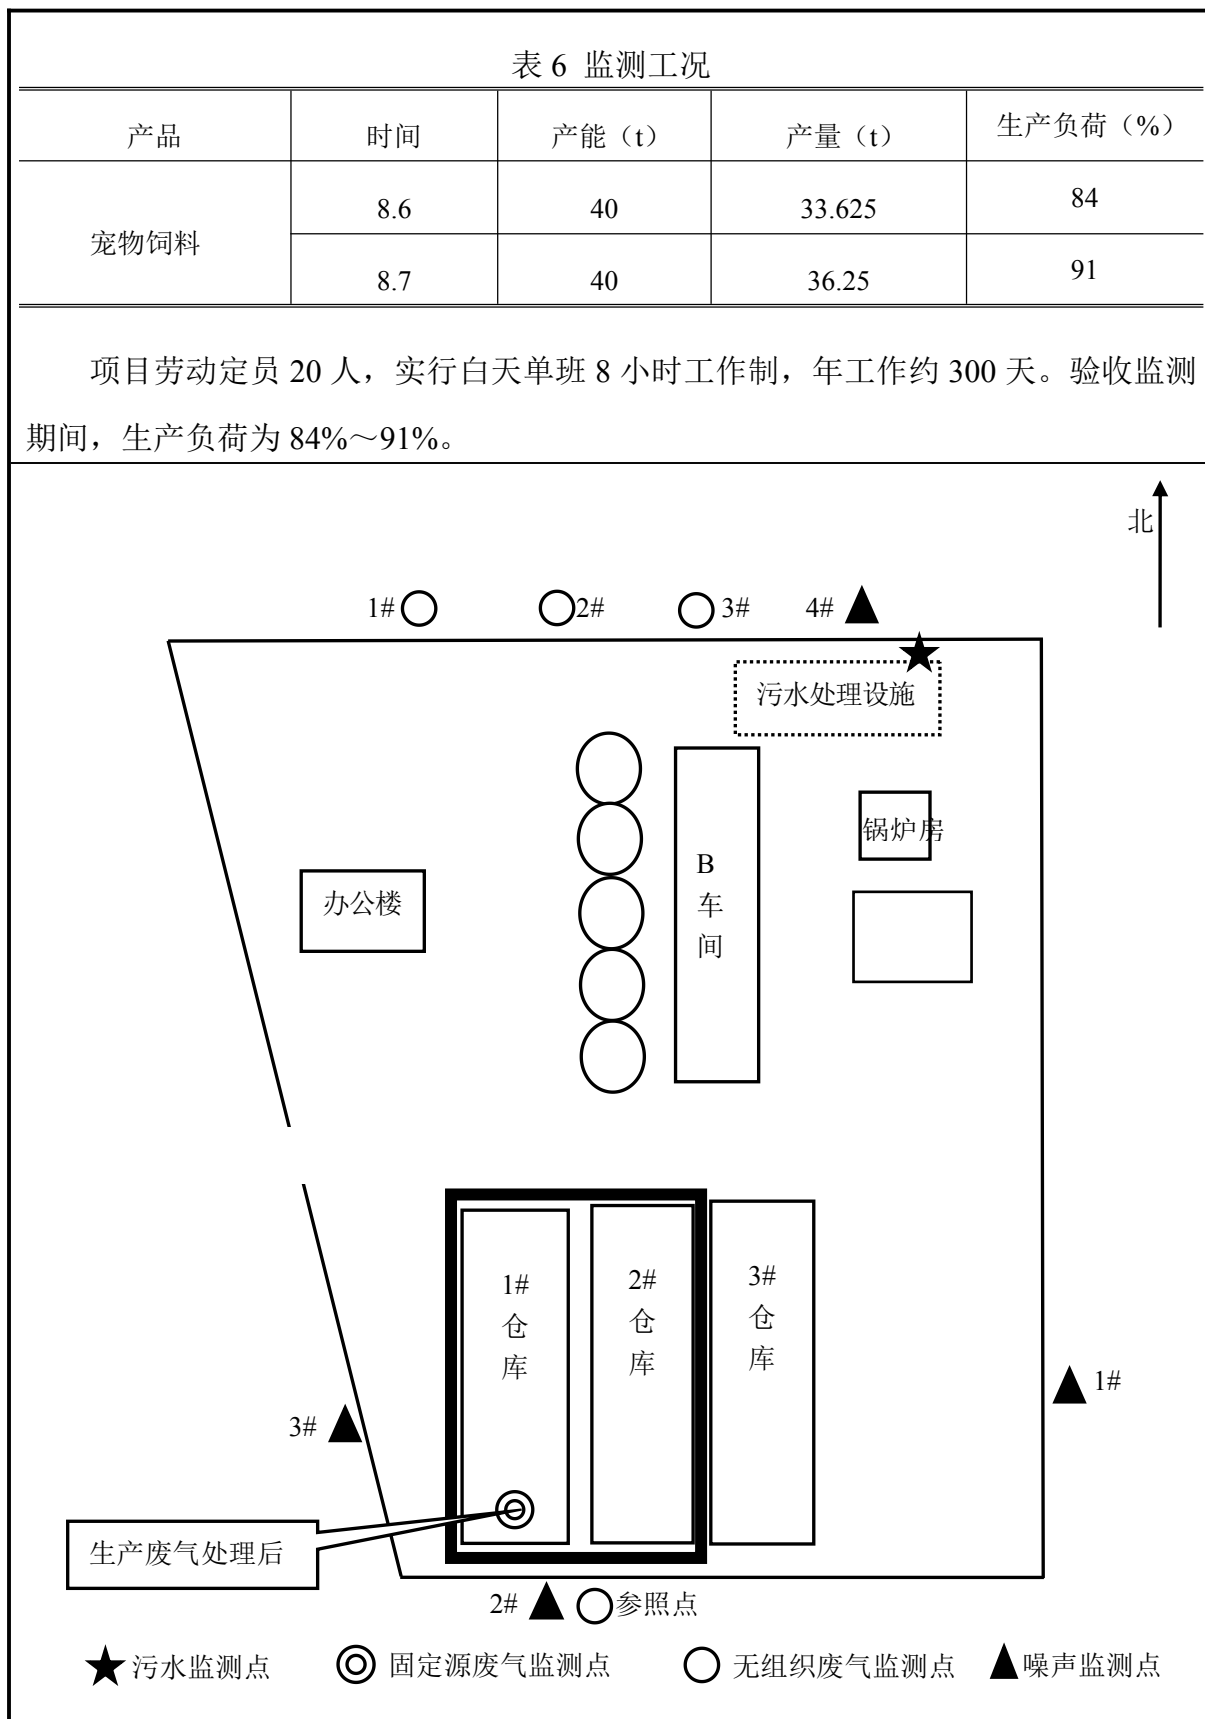 表 6 监测工况
产品 时间 产能（t） 产量（t） 生产负荷（%）
宠物饲料 8.6 40 33.625 84
8.7 40 36.25 91
项目劳动定员 20 人，实行白天单班 8 小时工作制，年工作约 300 天。验收监测
期间，生产负荷为 84%～91%。
北
1# 2# 3# 4#
污水处理设施
锅炉房
B
车
间
办公楼
1#
仓
库
2#
仓
库
3#
仓
库
1#
3#
生产废气处理后
2# 参照点
污水监测点 固定源废气监测点 无组织废气监测点 噪声监测点